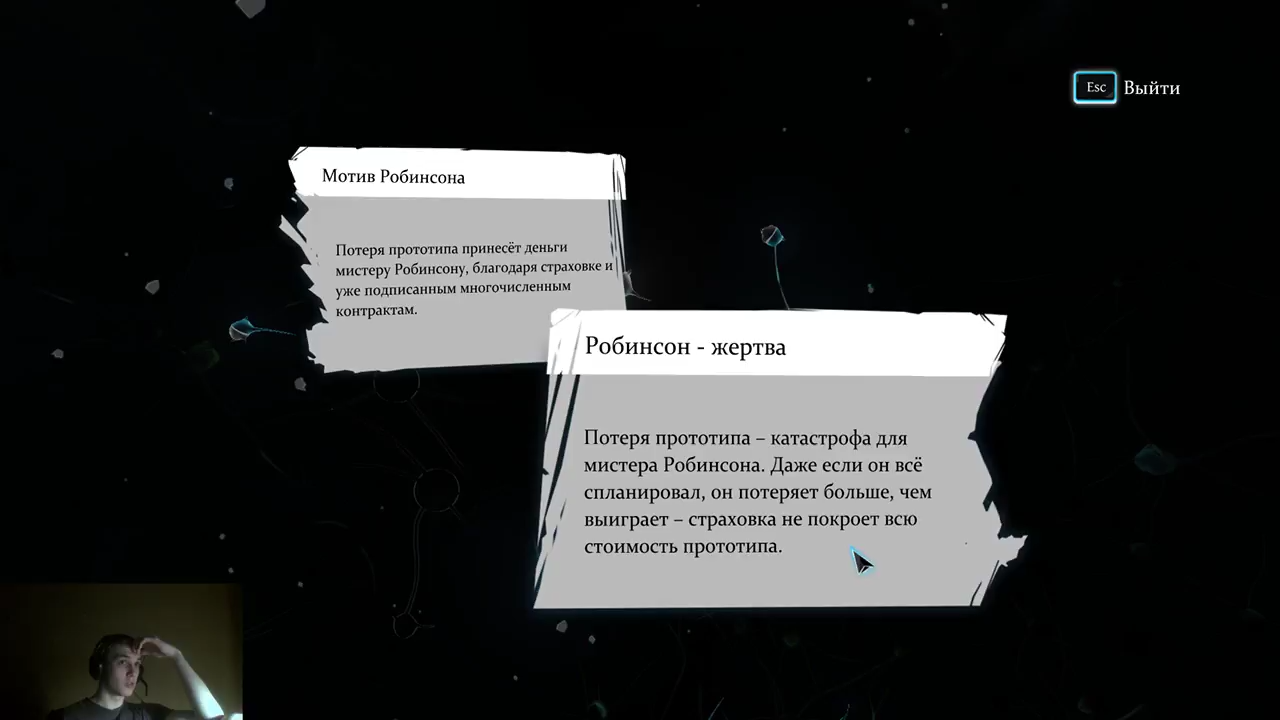 Esc Выйти
Мотив Робинсона
Потеря прототипа принесёт деньги
мистеру Робинсону, благодаря страховке и
уже подписанным многочисленным
контрактам.
Робинсон - жертва
Потеря прототипа – катастрофа для
мистера Робинсона. Даже если он всё
спланировал, он потеряет больше, чем
выиграет – страховка не покроет всю
стоимость прототипа.